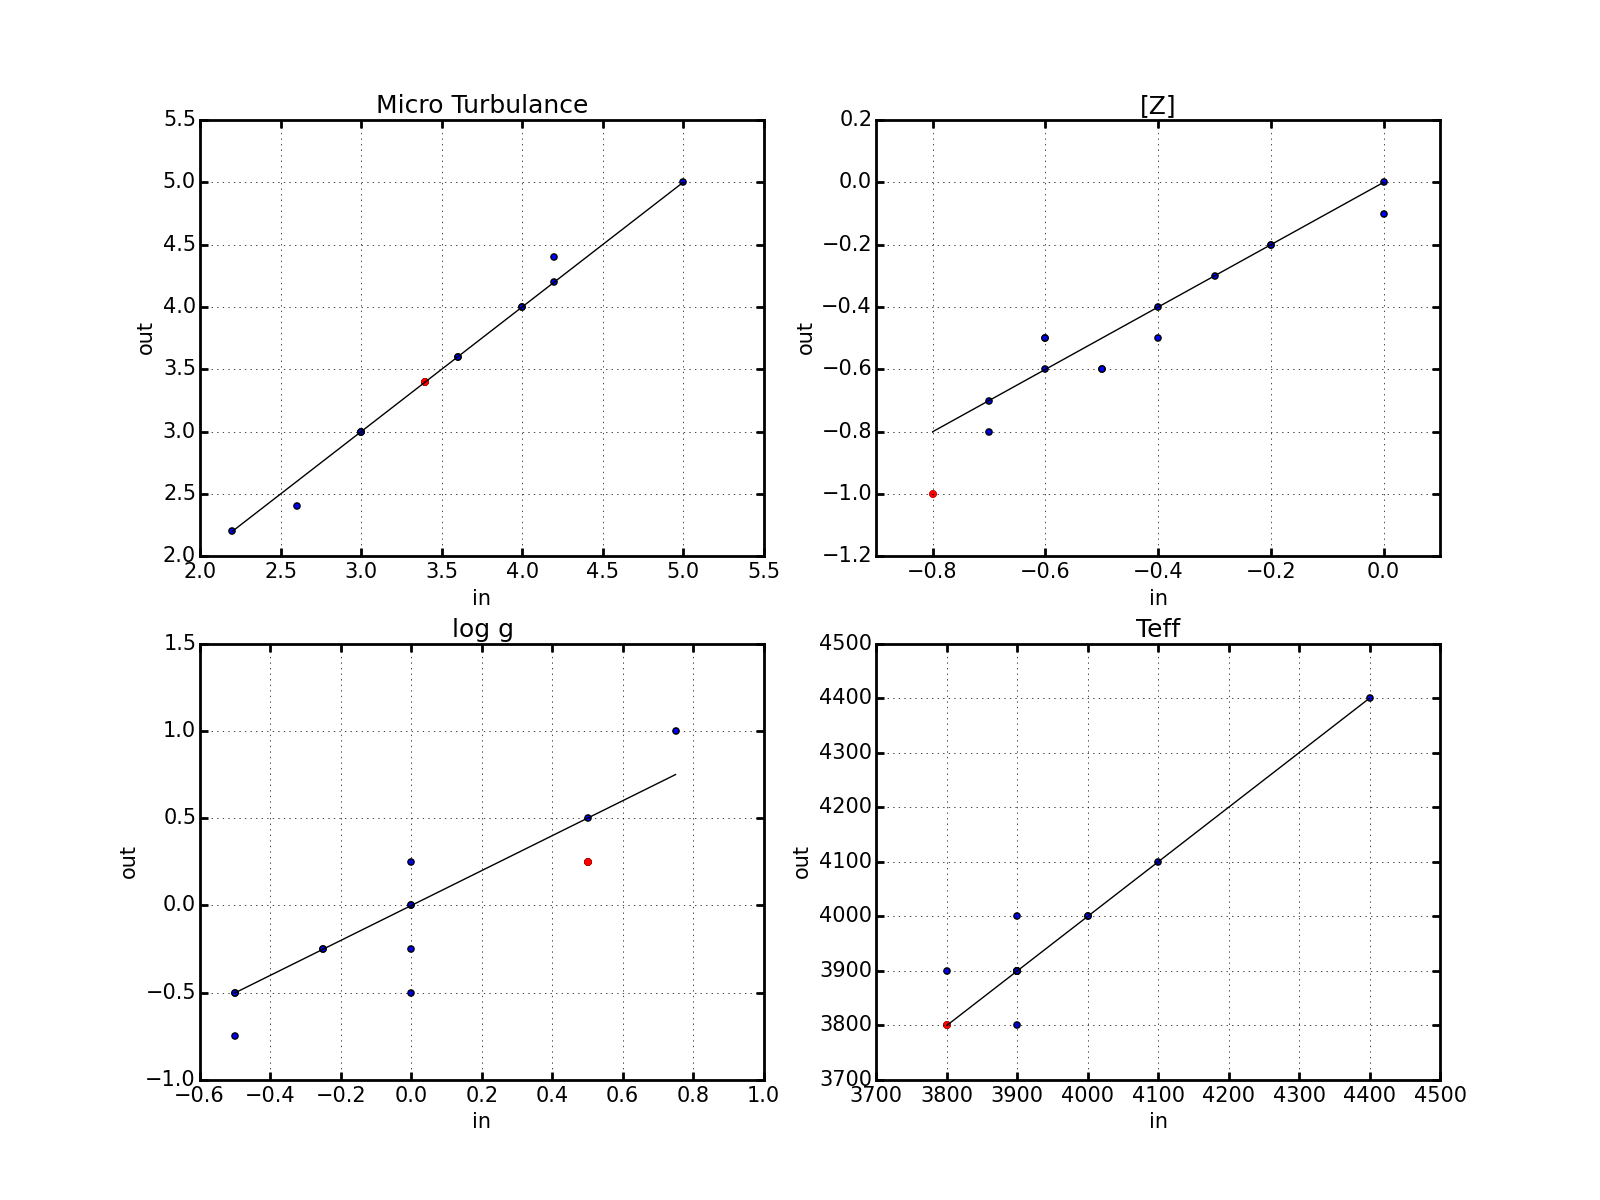 Micro Turbulance
5.5
5.0
4.5
4.0
3.5
3.0
2.5
2.0
out
2.0 2.5 3.0 3.5 4.0 4.5 5.0 5.5
in
[Z]
0.2
0.0
−0.2
−0.4
−0.6
−0.8
−1.0
−1.2
out
−0.8 −0.6 −0.4 −0.2 0.0
in
log g
1.5
1.0
0.5
0.0
−0.5
−1.0
out
−0.6 −0.4 −0.2 0.0 0.2 0.4 0.6 0.8 1.0
in
Teff
4500
4400
4300
4200
4100
4000
3900
3800
3700
out
3700 3800 3900 4000 4100 4200 4300 4400 4500
in